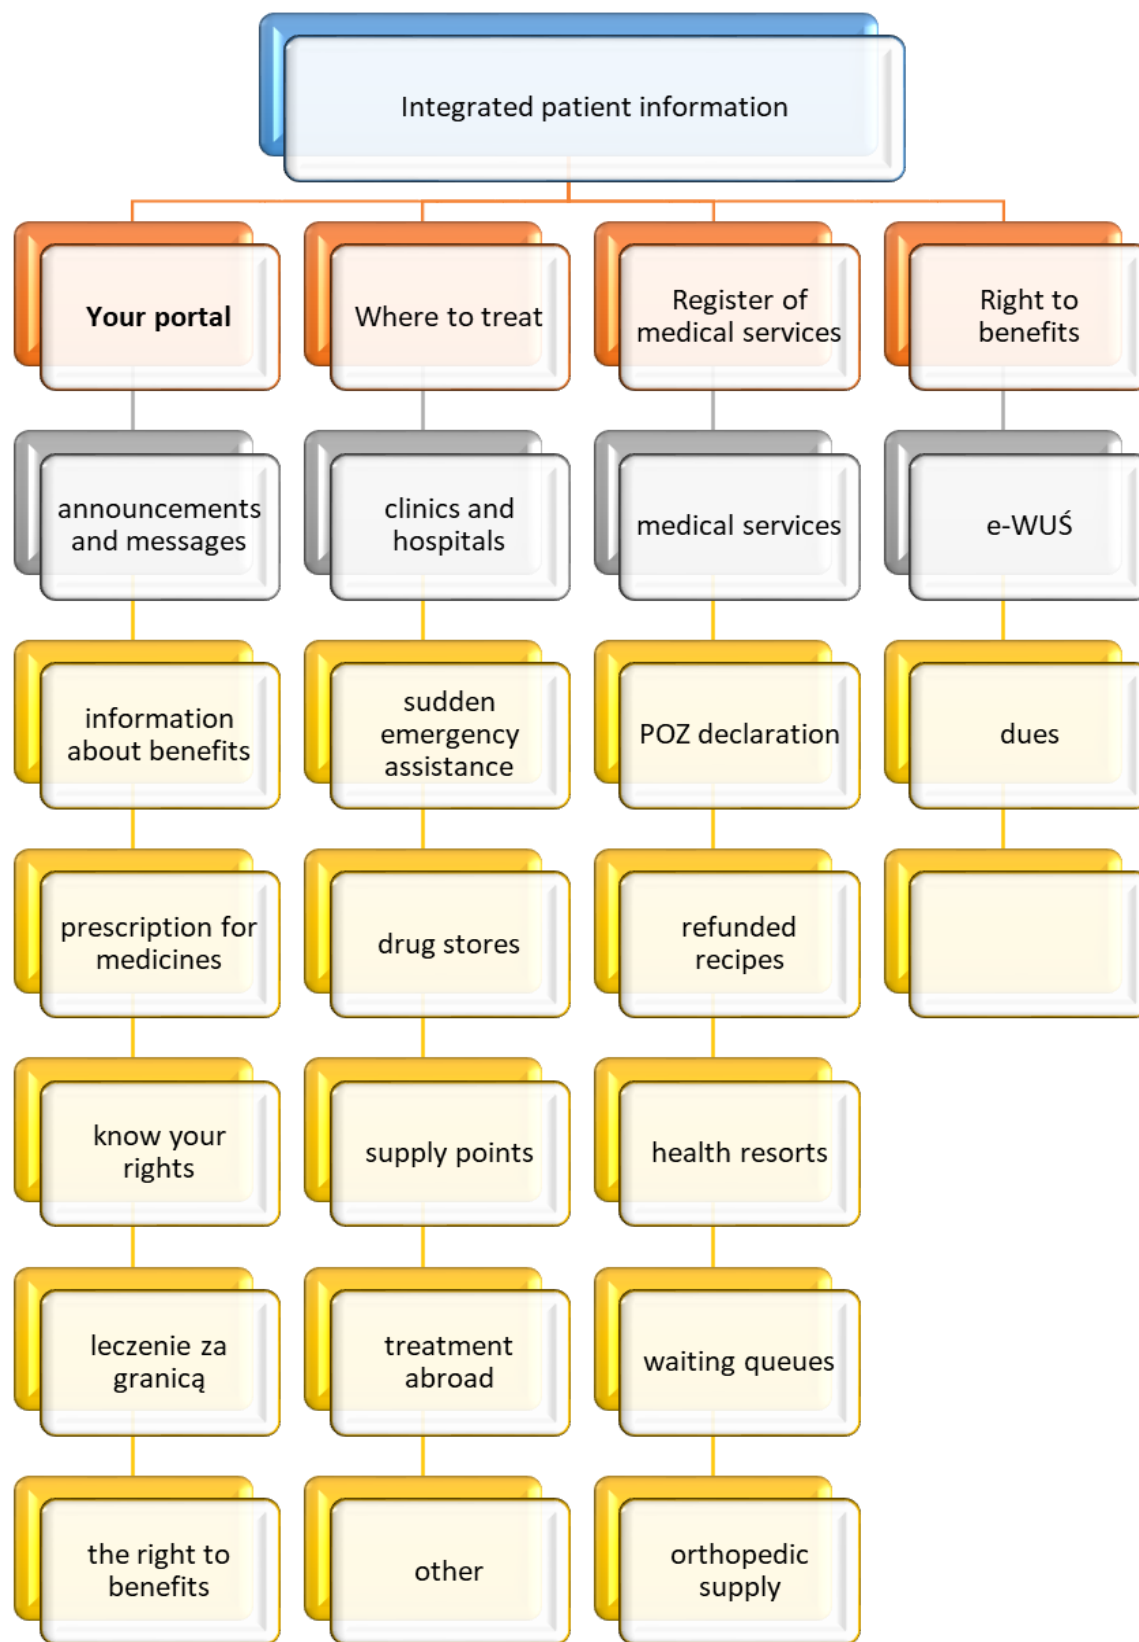 Integrated patient information
Your portal
Where to treat
Register of
medical services
Right to
benefits
announcements
and messages
clinics and
hospitals
medical services
e-WUŚ
information
about benefits
sudden
emergency
assistance
POZ declaration
dues
prescription for
medicines
drug stores
refunded
recipes
know your
rights
supply points
health resorts
leczenie za
granicą
treatment
abroad
waiting queues
the right to
benefits
other
orthopedic
supply